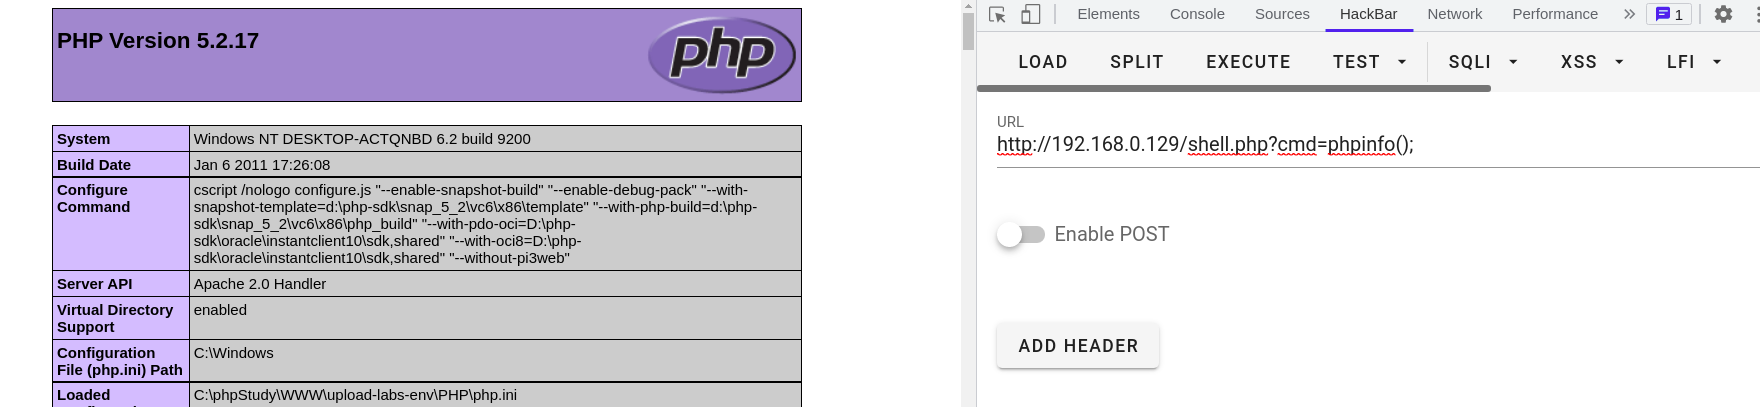 PHP Version 5.2.17
php
System Windows NT DESKTOP-ACTQNBD 6.2 build 9200
Build Date Jan 6 2011 17:26:08
Configure Command cscript /nologo configure.js "--enable-snapshot-build" "--enable-debug-pack" "--with-
snapshot-template=d:\php-sdk\snap_5_2\vc6\x86\template" "--with-php-build=d:\php-
sdk\snap_5_2\vc6\x86\php_build" "--with-pdo-oci=D:\php-
sdk\oracle\instantclient10\sdk,shared" "--with-oci8=D:\php-
sdk\oracle\instantclient10\sdk,shared" "--without-pi3web"
Server API Apache 2.0 Handler
Virtual Directory Support enabled
Configuration File (php.ini) Path C:\Windows
Loaded C:\phpStudy\WWW\upload-labs-env\PHP\php.ini
Elements Console Sources HackBar Network Performance 1
LOAD SPLIT EXECUTE TEST SQLI XSS LFI
URL
http://192.168.0.129/shell.php?cmd=phpinfo();
Enable POST
ADD HEADER